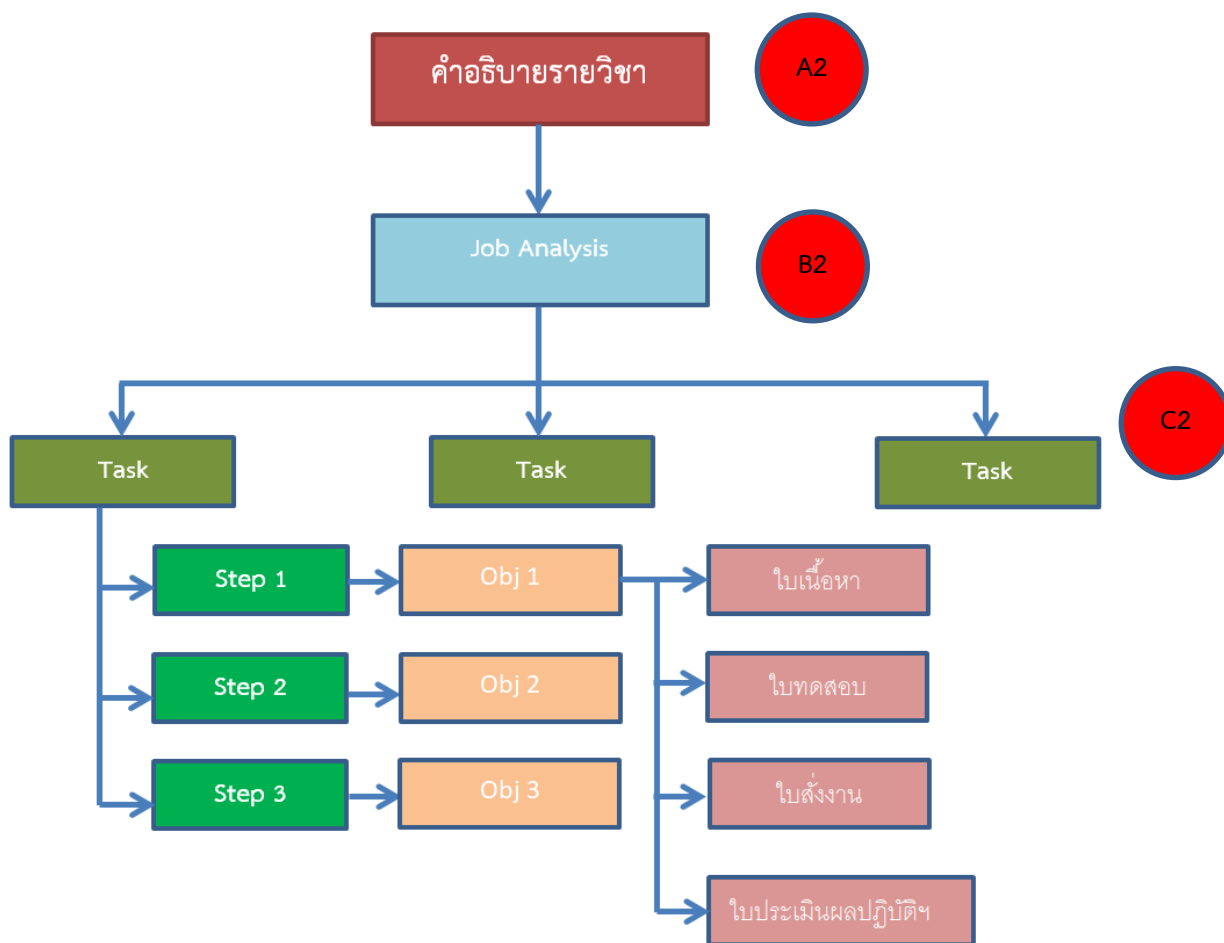 คำอธิบายรายวิชา
A2
Job Analysis
B2
C2
Task
Task
Task
Step 1
Obj 1
ใบเนื้อหา
Step 2
Obj 2
ใบทดสอบ
Step 3
Obj 3
ใบสั่งงาน
ใบประเมินผลปฏิบัติฯ